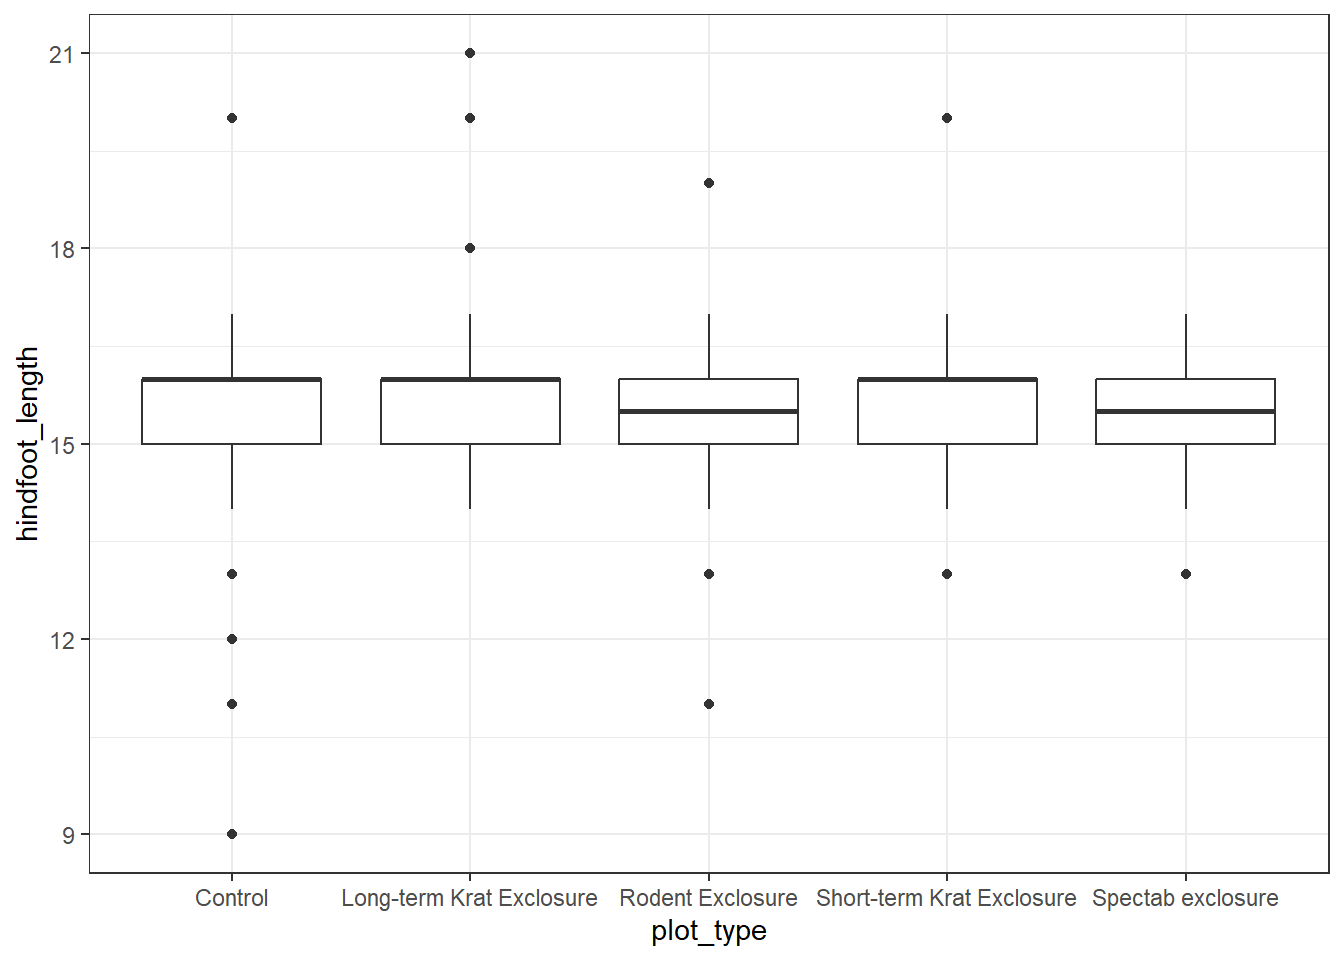 hindfoot_length
21
18
15
12
9
Control Long-term Krat Exclosure Rodent Exclosure Short-term Krat Exclosure Spectab exclosure
plot_type